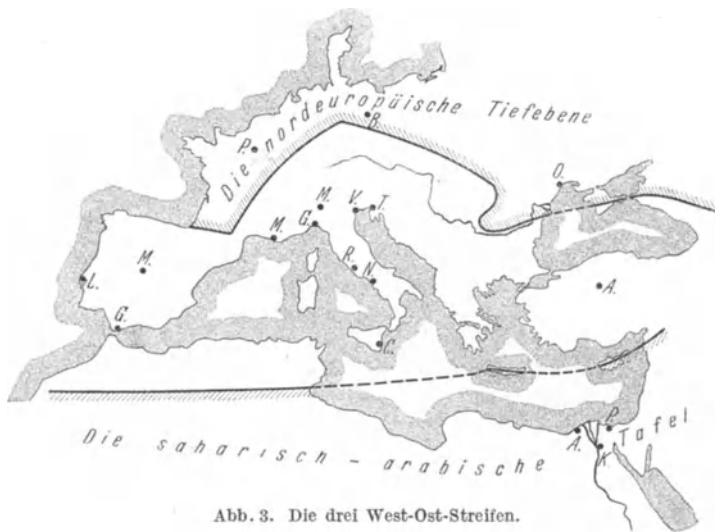 Die nordeuropäische Tiefebene
B.
P.
O.
M.
V.
T.
G.
M.
R.
N.
M.
L.
A.
G.
C.
Die saharisch – arabische Tafel
A.
P.
K.
Abb. 3. Die drei West-Ost-Streifen.